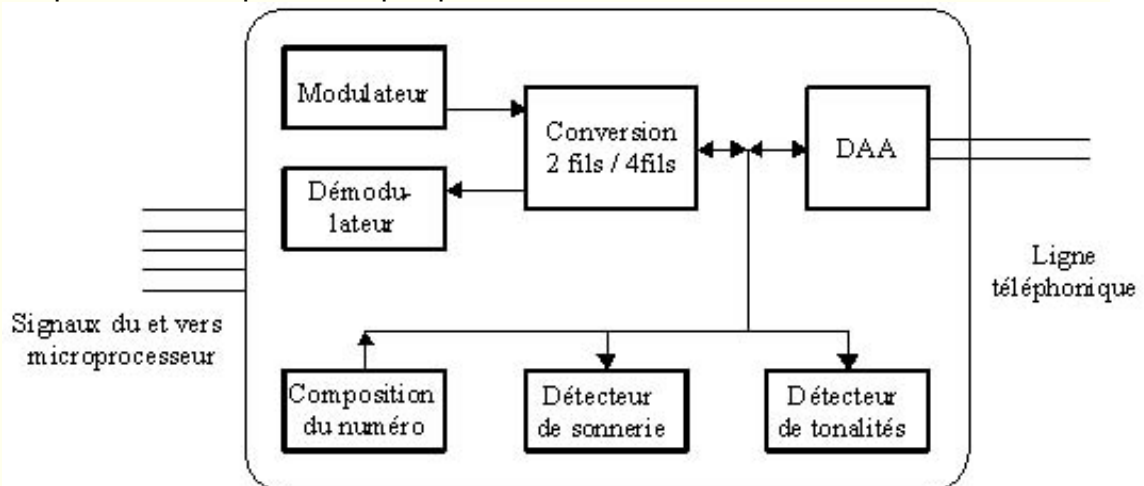 Modulateur
Conversion
2 fils / 4fils
DAA
Démodu-
lateur
Ligne
téléphonique
Signaux du et vers
microprocesseur
Composition
du numéro
Détecteur
de sonnerie
Détecteur
de tonalités